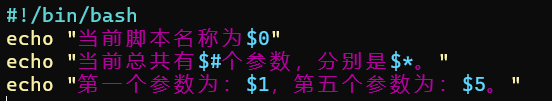 #!/bin/bash
echo "当前脚本名称为$0"
echo "当前总共有$#个参数，分别是$*。"
echo "第一个参数为：$1，第五个参数为：$5。"